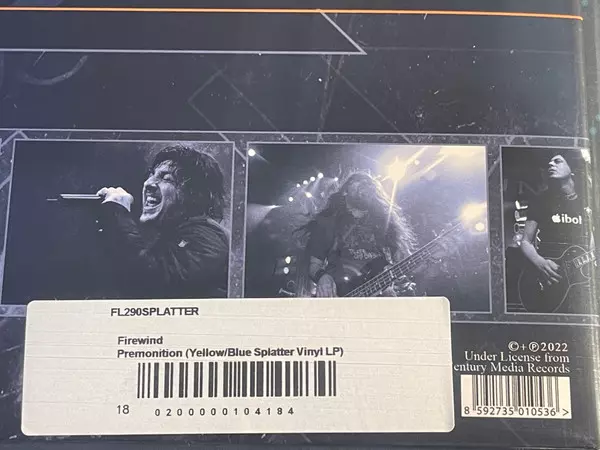 ibol
FL290SPLATTER
Firewind
Premonition (Yellow/Blue Splatter Vinyl LP)
18 0200000104184
©+℗2022
Under License from
entury Media Records
8 592735 010536>